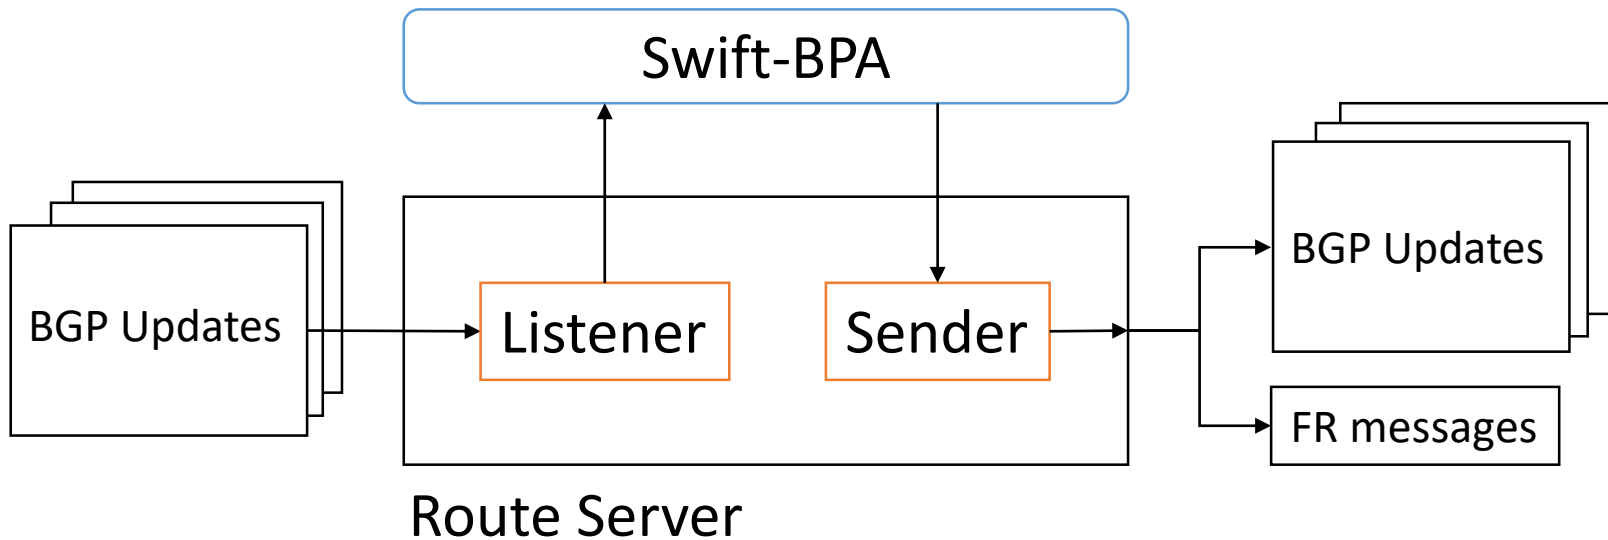 Swift-BPA
BGP Updates
Listener
Sender
BGP Updates
FR messages
Route Server